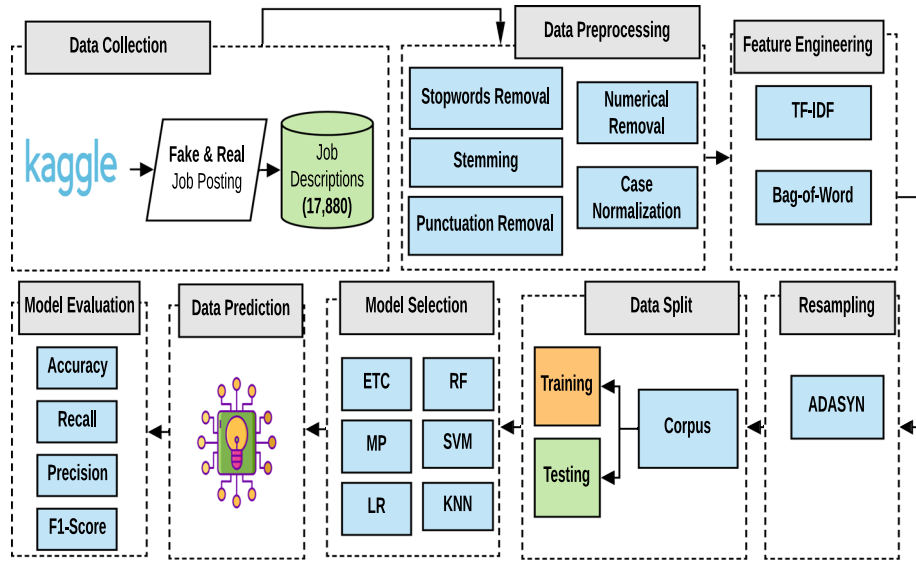 Data Collection
kaggle
Fake & Real
Job Posting
Job
Descriptions
(17,880)
Data Preprocessing
Stopwords Removal
Stemming
Punctuation Removal
Numerical
Removal
Case
Normalization
Feature Engineering
TF-IDF
Bag-of-Word
Resampling
ADASYN
Data Split
Corpus
Training
Testing
Model Selection
ETC
RF
MP
SVM
LR
KNN
Data Prediction
Model Evaluation
Accuracy
Recall
Precision
F1-Score